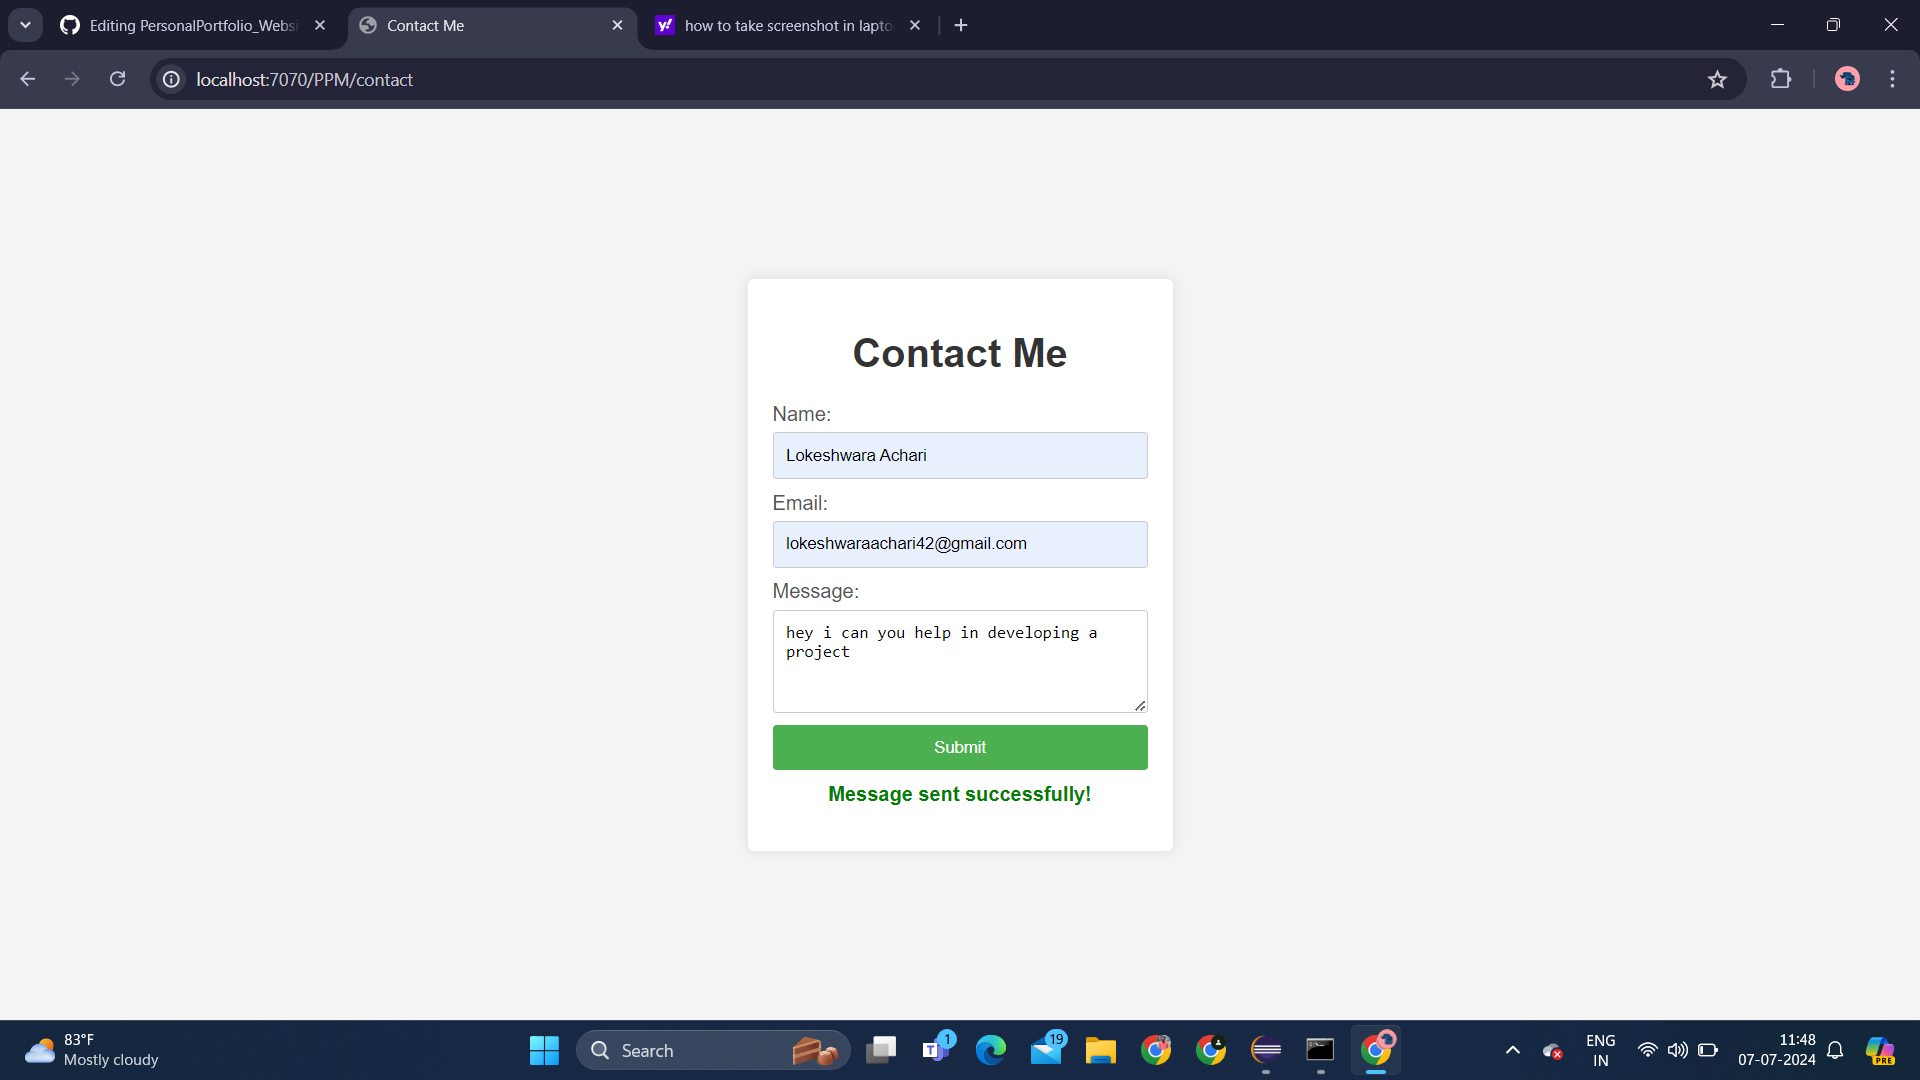 Editing PersonalPortfolio_Websi
Contact Me
how to take screenshot in lapto
localhost:7070/PPM/contact
Contact Me
Name:
Lokeshwara Achari
Email:
lokeshwaraachari42@gmail.com
Message:
hey i can you help in developing a
project
Submit
Message sent successfully!
83°F
Mostly cloudy
Search
1
19
ENG
IN
11:48
07-07-2024
PRE